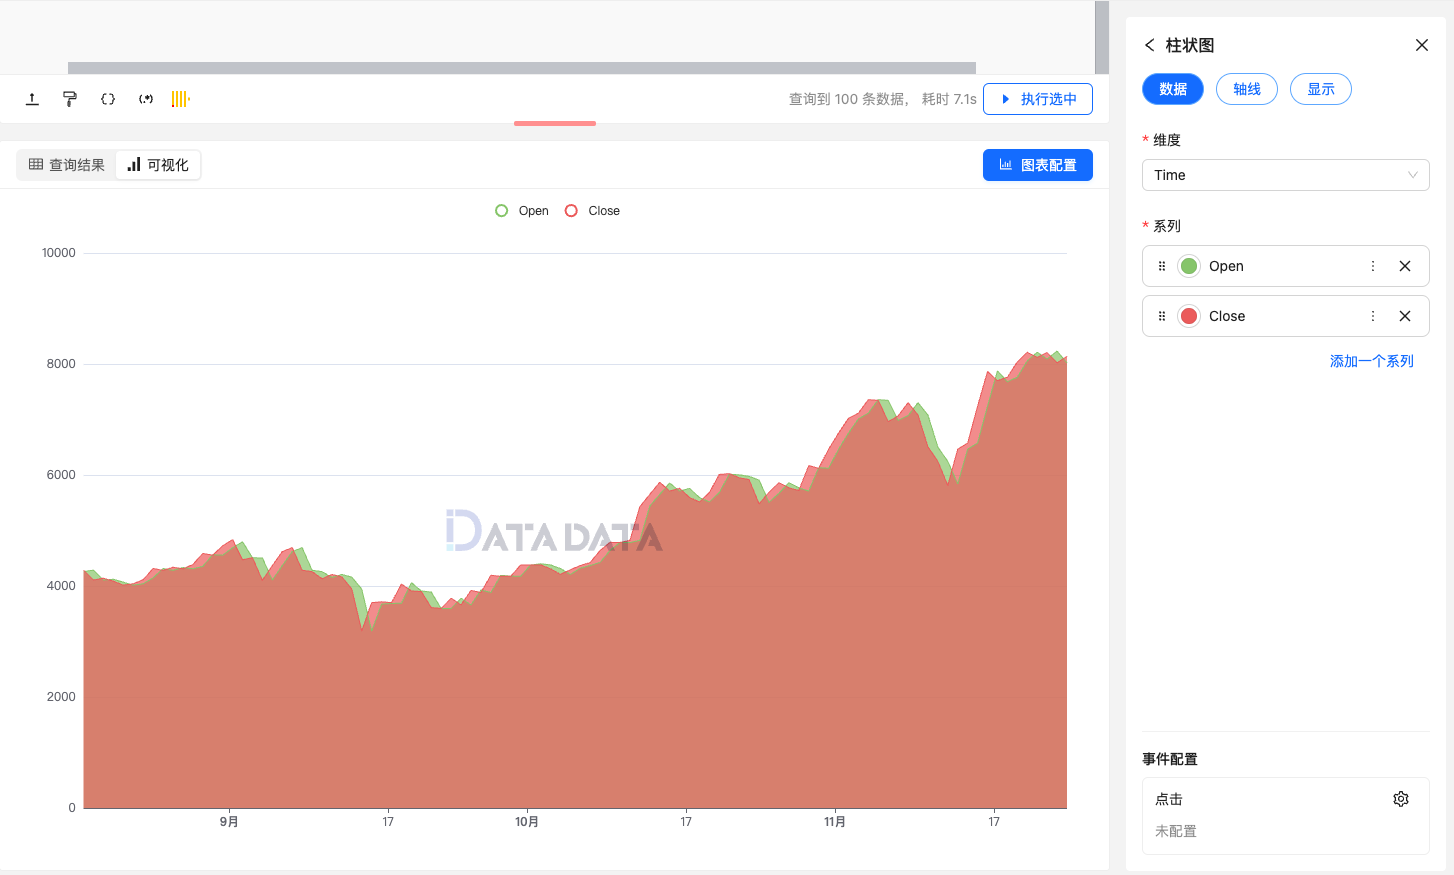 查询到 100 条数据， 耗时 7.1s
执行选中
查询结果
可视化
图表配置
Open
Close
10000
8000
6000
4000
2000
0
9月
17
10月
17
11月
17
DATA DATA
柱状图
数据
轴线
显示
* 维度
Time
* 系列
Open
Close
添加一个系列
事件配置
点击
未配置